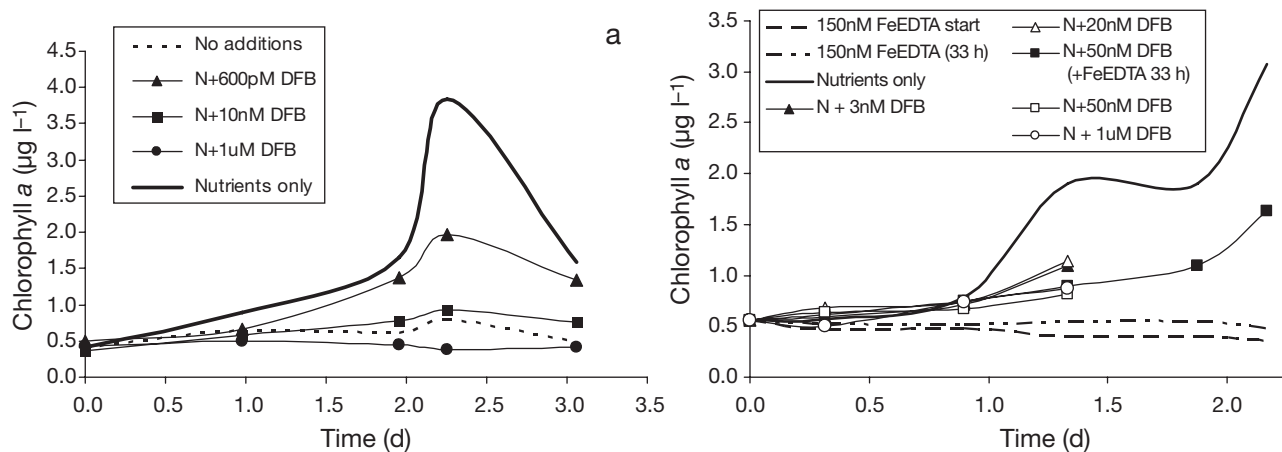 a
No additions
N+600pM DFB
N+10nM DFB
N+1uM DFB
Nutrients only
Chlorophyll a (µg l–1)
5.0
4.5
4.0
3.5
3.0
2.5
2.0
1.5
1.0
0.5
0.0
0.0 0.5 1.0 1.5 2.0 2.5 3.0 3.5
Time (d)
150nM FeEDTA start
150nM FeEDTA (33 h)
Nutrients only
N + 3nM DFB
N+20nM DFB
N+50nM DFB
(+FeEDTA 33 h)
N+50nM DFB
N + 1uM DFB
Chlorophyll a (µg l–1)
3.5
3.0
2.5
2.0
1.5
1.0
0.5
0.0
0.0 0.5 1.0 1.5 2.0
Time (d)